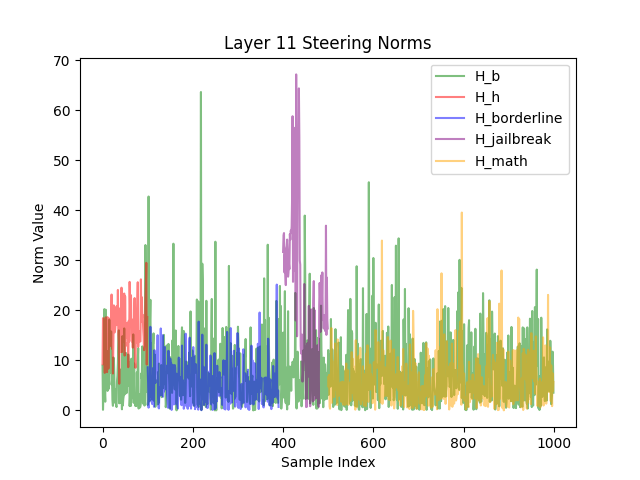 Layer 11 Steering Norms
70
60
50
40
30
20
10
0
Norm Value
H_b
H_h
H_borderline
H_jailbreak
H_math
0
200
400
600
800
1000
Sample Index